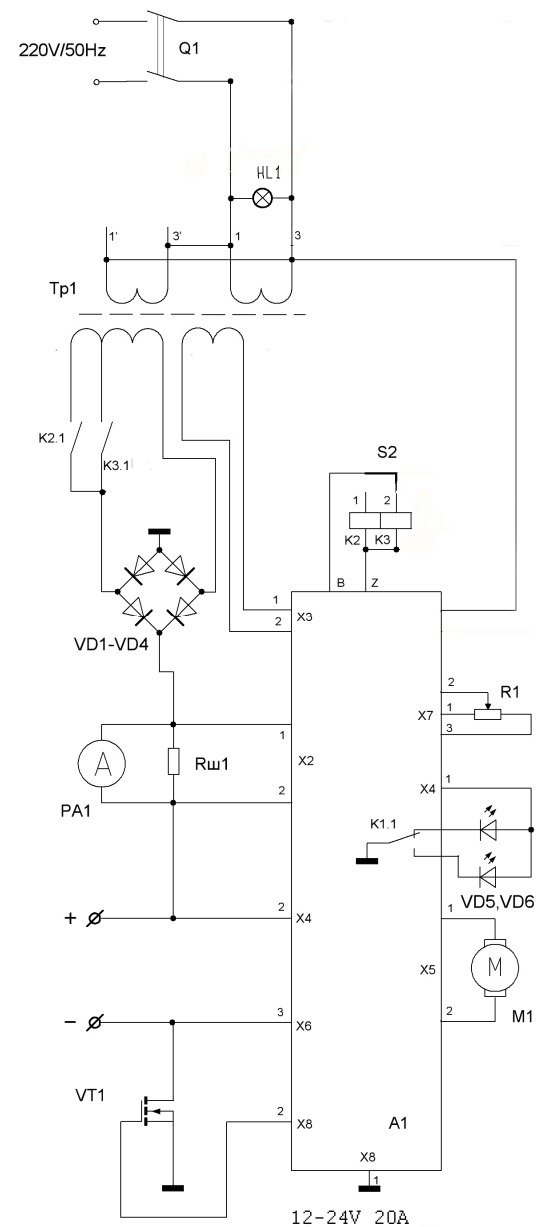 220V/50Hz
Q1
HL1
1' 3' 1 3
Tp1
K2.1
K3.1
S2
1 2
K2 K3
B Z
1
2
X3
VD1-VD4
2
1
3
X7
R1
1
2
X2
A
Rш1
PA1
X4
1
K1.1
VD5,VD6
+
2
X4
1
X5
M
2
M1
–
3
X6
VT1
2
X8
A1
X8
1
12-24V 20A